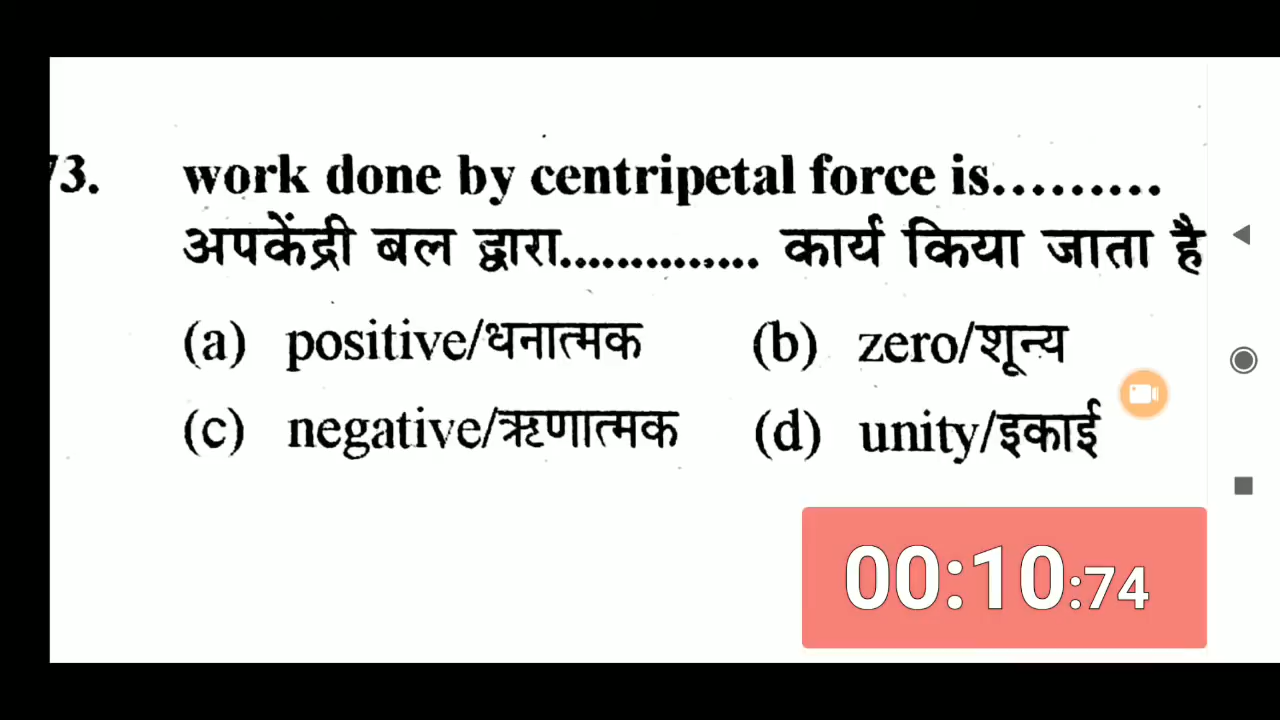 73. work done by centripetal force is.........
अपकेंद्री बल द्वारा.............. कार्य किया जाता है
(a) positive/धनात्मक (b) zero/शून्य
(c) negative/ऋणात्मक (d) unity/इकाई
00:10:74